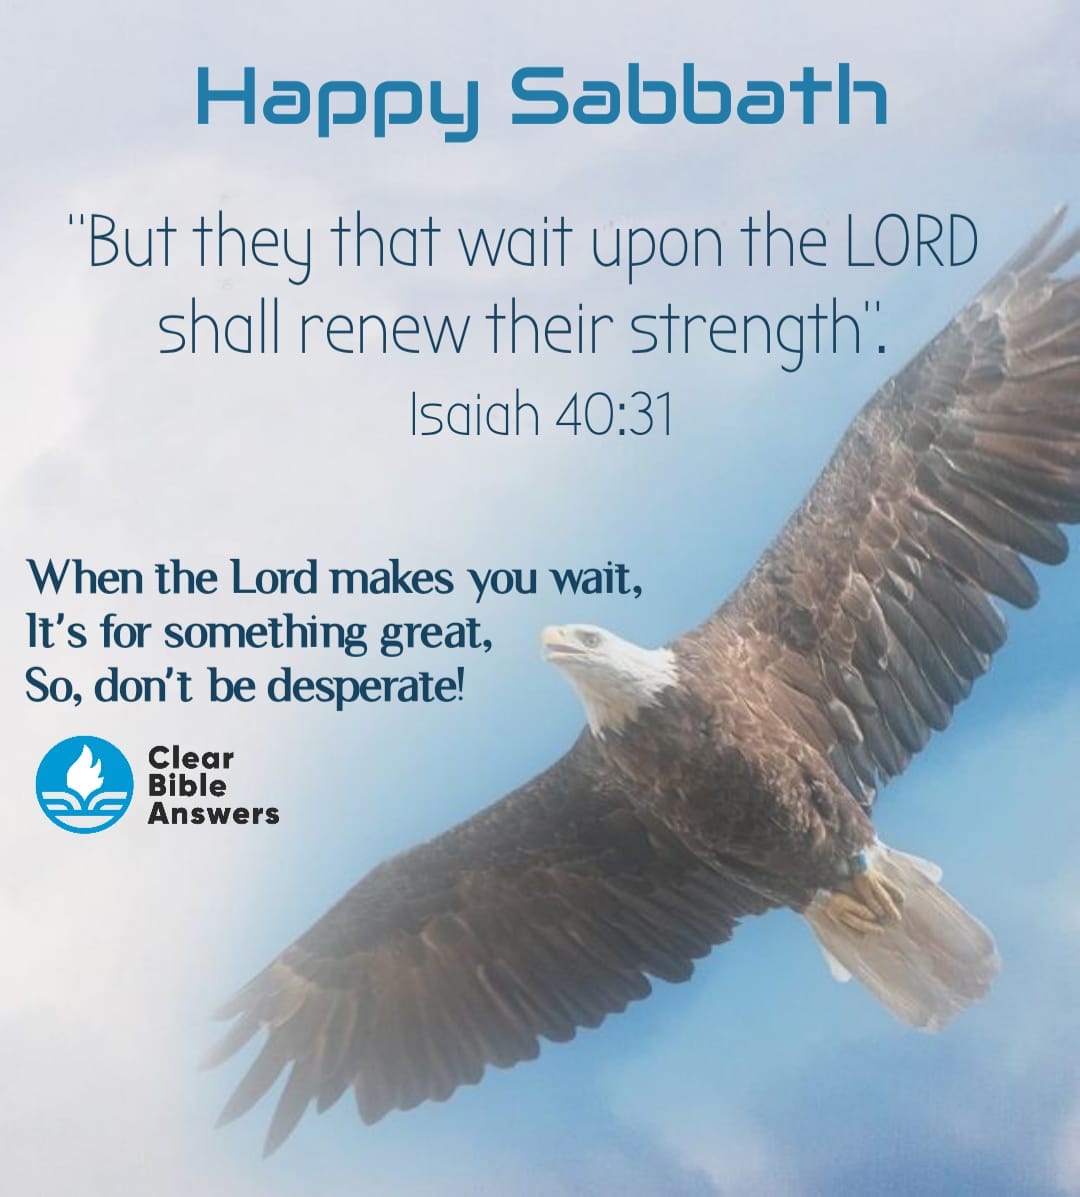 Happy Sabbath
"But they that wait upon the LORD
shall renew their strength".
Isaiah 40:31
When the Lord makes you wait,
It's for something great,
So, don't be desperate!
Clear
Bible
Answers